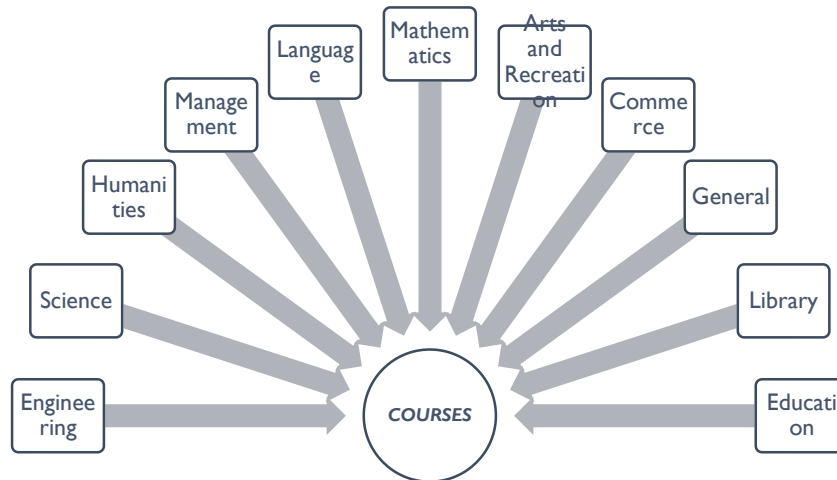 Mathem
atics
Arts
and
Recreati
on
Languag
e
Manage
ment
Comme
rce
Humani
ties
General
Science
Library
Enginee
ring
COURSES
Educati
on